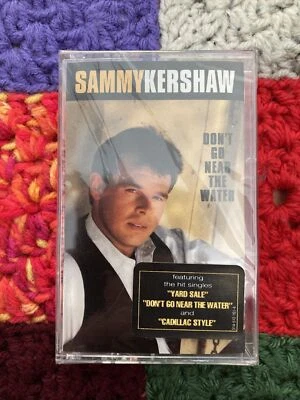 SAMMYKERSHAW
DON'T
GO
NEAR
THE
WATER
featuring
the hit singles
"YARD SALE"
"DON'T GO NEAR THE WATER"
and
"CADILLAC STYLE"